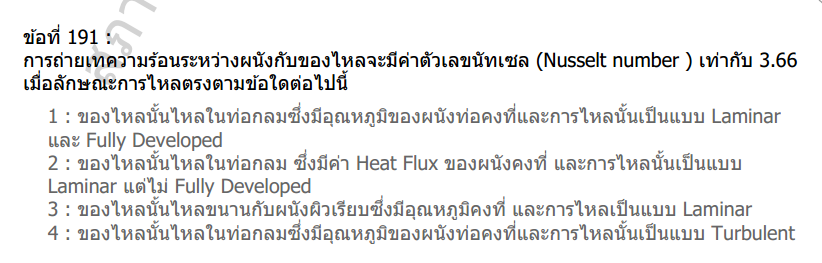 สภา
ข้อที่ 191 :
การถ่ายเทความร้อนระหว่างผนังกับของไหลจะมีค่าตัวเลขนัทเซล (Nusselt number ) เท่ากับ 3.66
เมื่อลักษณะการไหลตรงตามข้อใดต่อไปนี้
1 : ของไหลนั้นไหลในท่อกลมซึ่งมีอุณหภูมิของผนังท่อคงที่และการไหลนั้นเป็นแบบ Laminar
และ Fully Developed
2 : ของไหลนั้นไหลในท่อกลม ซึ่งมีค่า Heat Flux ของผนังคงที่ และการไหลนั้นเป็นแบบ
Laminar แต่ไม่ Fully Developed
3 : ของไหลนั้นไหลขนานกับผนังผิวเรียบซึ่งมีอุณหภูมิคงที่ และการไหลเป็นแบบ Laminar
4 : ของไหลนั้นไหลในท่อกลมซึ่งมีอุณหภูมิของผนังท่อคงที่และการไหลนั้นเป็นแบบ Turbulent